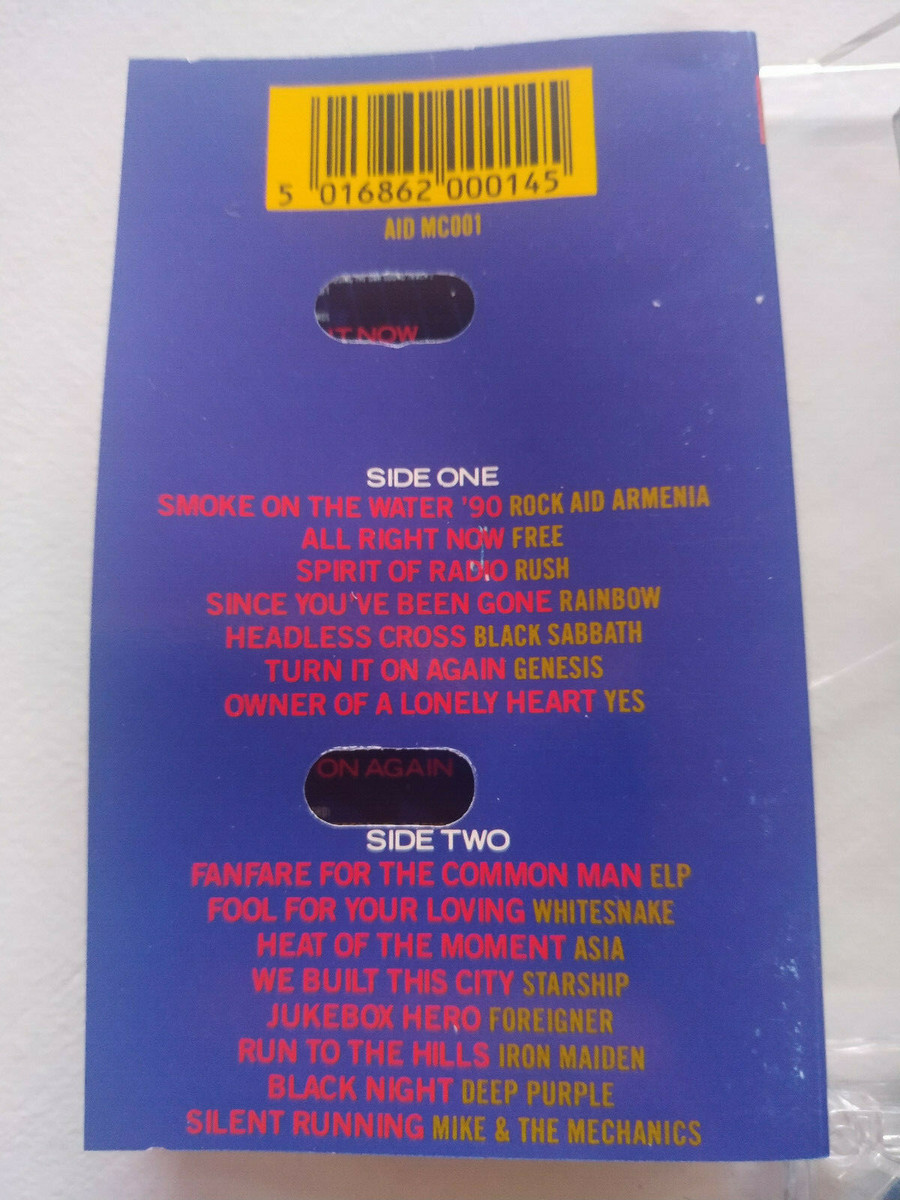 5 016862 000145
AID MC001
IT NOW
SIDE ONE
SMOKE ON THE WATER '90 ROCK AID ARMENIA
ALL RIGHT NOW FREE
SPIRIT OF RADIO RUSH
SINCE YOU'VE BEEN GONE RAINBOW
HEADLESS CROSS BLACK SABBATH
TURN IT ON AGAIN GENESIS
OWNER OF A LONELY HEART YES
ON AGAIN
SIDE TWO
FANFARE FOR THE COMMON MAN ELP
FOOL FOR YOUR LOVING WHITESNAKE
HEAT OF THE MOMENT ASIA
WE BUILT THIS CITY STARSHIP
JUKEBOX HERO FOREIGNER
RUN TO THE HILLS IRON MAIDEN
BLACK NIGHT DEEP PURPLE
SILENT RUNNING MIKE & THE MECHANICS